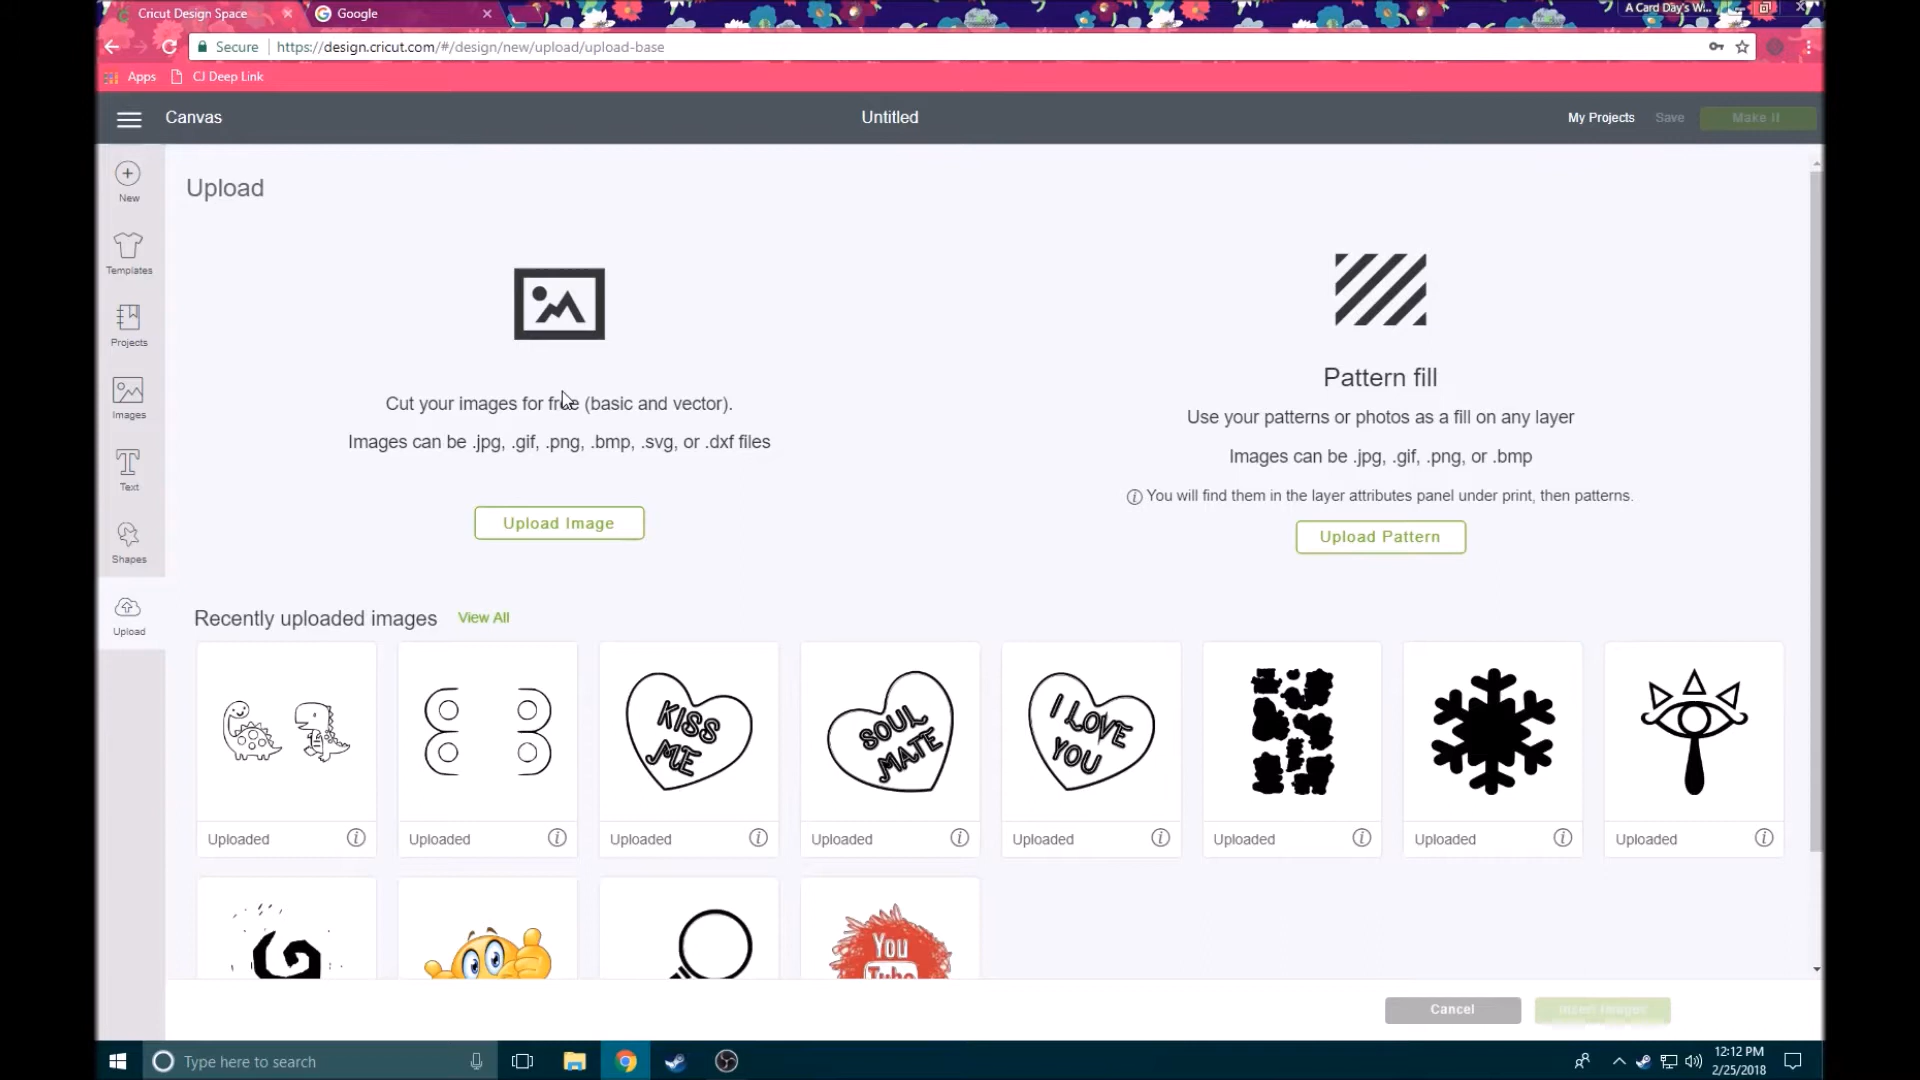 Cricut Design Space
Google
A Card Day's W...
Secure
https://design.cricut.com/#/design/new/upload/upload-base
Apps
CJ Deep Link
Canvas
Untitled
My Projects
Save
Make It
New
Templates
Projects
Images
Text
Shapes
Upload
Upload
Cut your images for free (basic and vector).
Images can be .jpg, .gif, .png, .bmp, .svg, or .dxf files
Upload Image
Pattern fill
Use your patterns or photos as a fill on any layer
Images can be .jpg, .gif, .png, or .bmp
You will find them in the layer attributes panel under print, then patterns.
Upload Pattern
Recently uploaded images
View All
KISS
ME
SOUL
MATE
I LOVE
YOU
Uploaded
Uploaded
Uploaded
Uploaded
Uploaded
Uploaded
Uploaded
Uploaded
You
Tube
Cancel
Insert Images
Type here to search
12:12 PM
2/25/2018